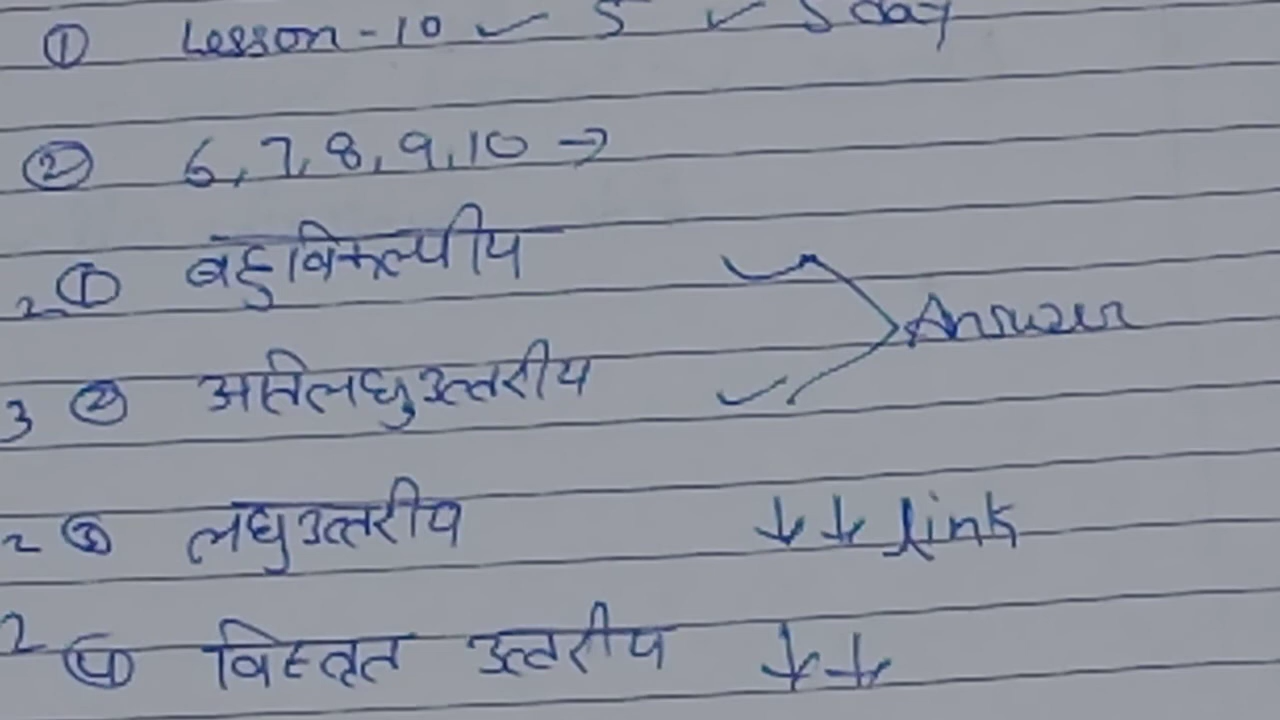 ① Lesson - 10 ✓ 5 ✓ 5 day
② 6, 7, 8, 9, 10 →
2 ① बहुविकल्पीय ✓
3 ② अतिलघुउत्तरीय ✓ Answer
2 ③ लघुउत्तरीय ↓ ↓ link
2 ④ विस्तृत उत्तरीय ↓ ↓